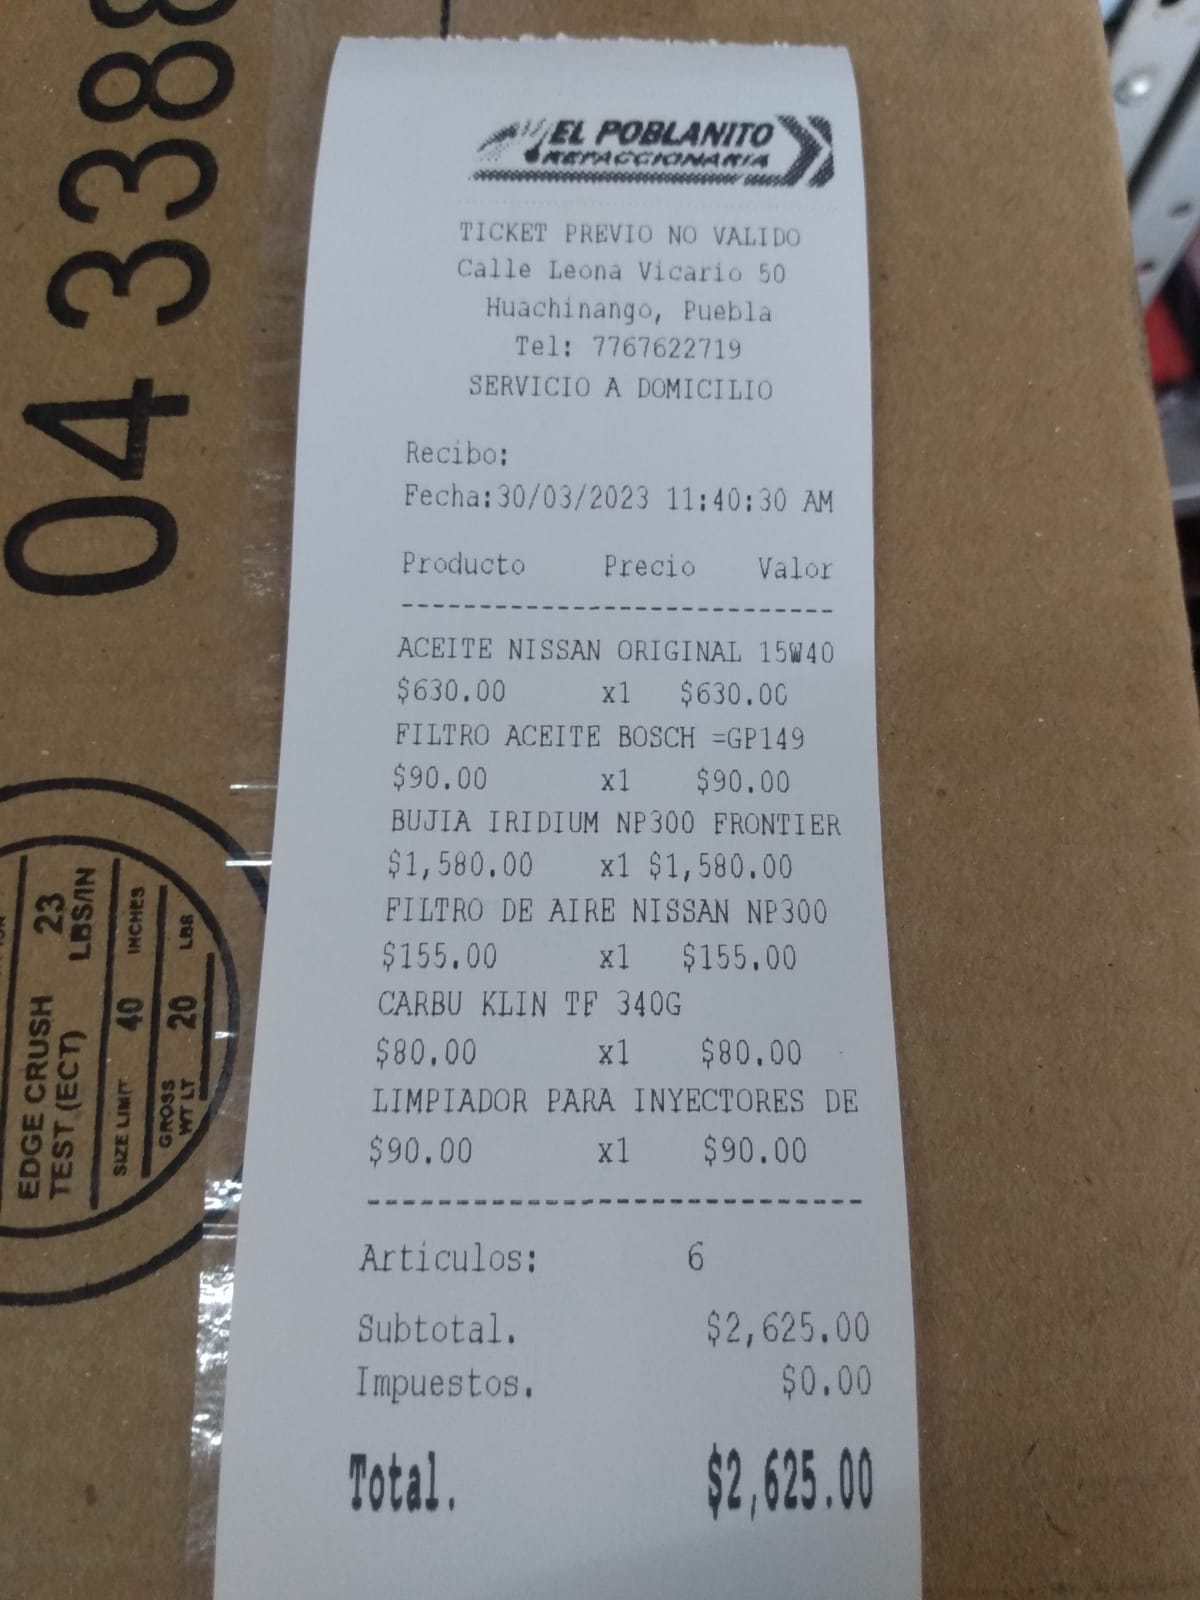 04 3388
EDGE CRUSH
TEST (ECT)
23
LBS/IN
SIZE LIMIT 40 INCHES
GROSS
WT LT
20 LBS
EL POBLANITO
REFACCIONARIA
TICKET PREVIO NO VALIDO
Calle Leona Vicario 50
Huachinango, Puebla
Tel: 7767622719
SERVICIO A DOMICILIO
Recibo:
Fecha:30/03/2023 11:40:30 AM
Producto Precio Valor
----------------------------
ACEITE NISSAN ORIGINAL 15W40
$630.00 x1 $630.00
FILTRO ACEITE BOSCH =GP149
$90.00 x1 $90.00
BUJIA IRIDIUM NP300 FRONTIER
$1,580.00 x1 $1,580.00
FILTRO DE AIRE NISSAN NP300
$155.00 x1 $155.00
CARBU KLIN TF 340G
$80.00 x1 $80.00
LIMPIADOR PARA INYECTORES DE
$90.00 x1 $90.00
----------------------------
Articulos: 6
Subtotal. $2,625.00
Impuestos. $0.00
Total. $2,625.00